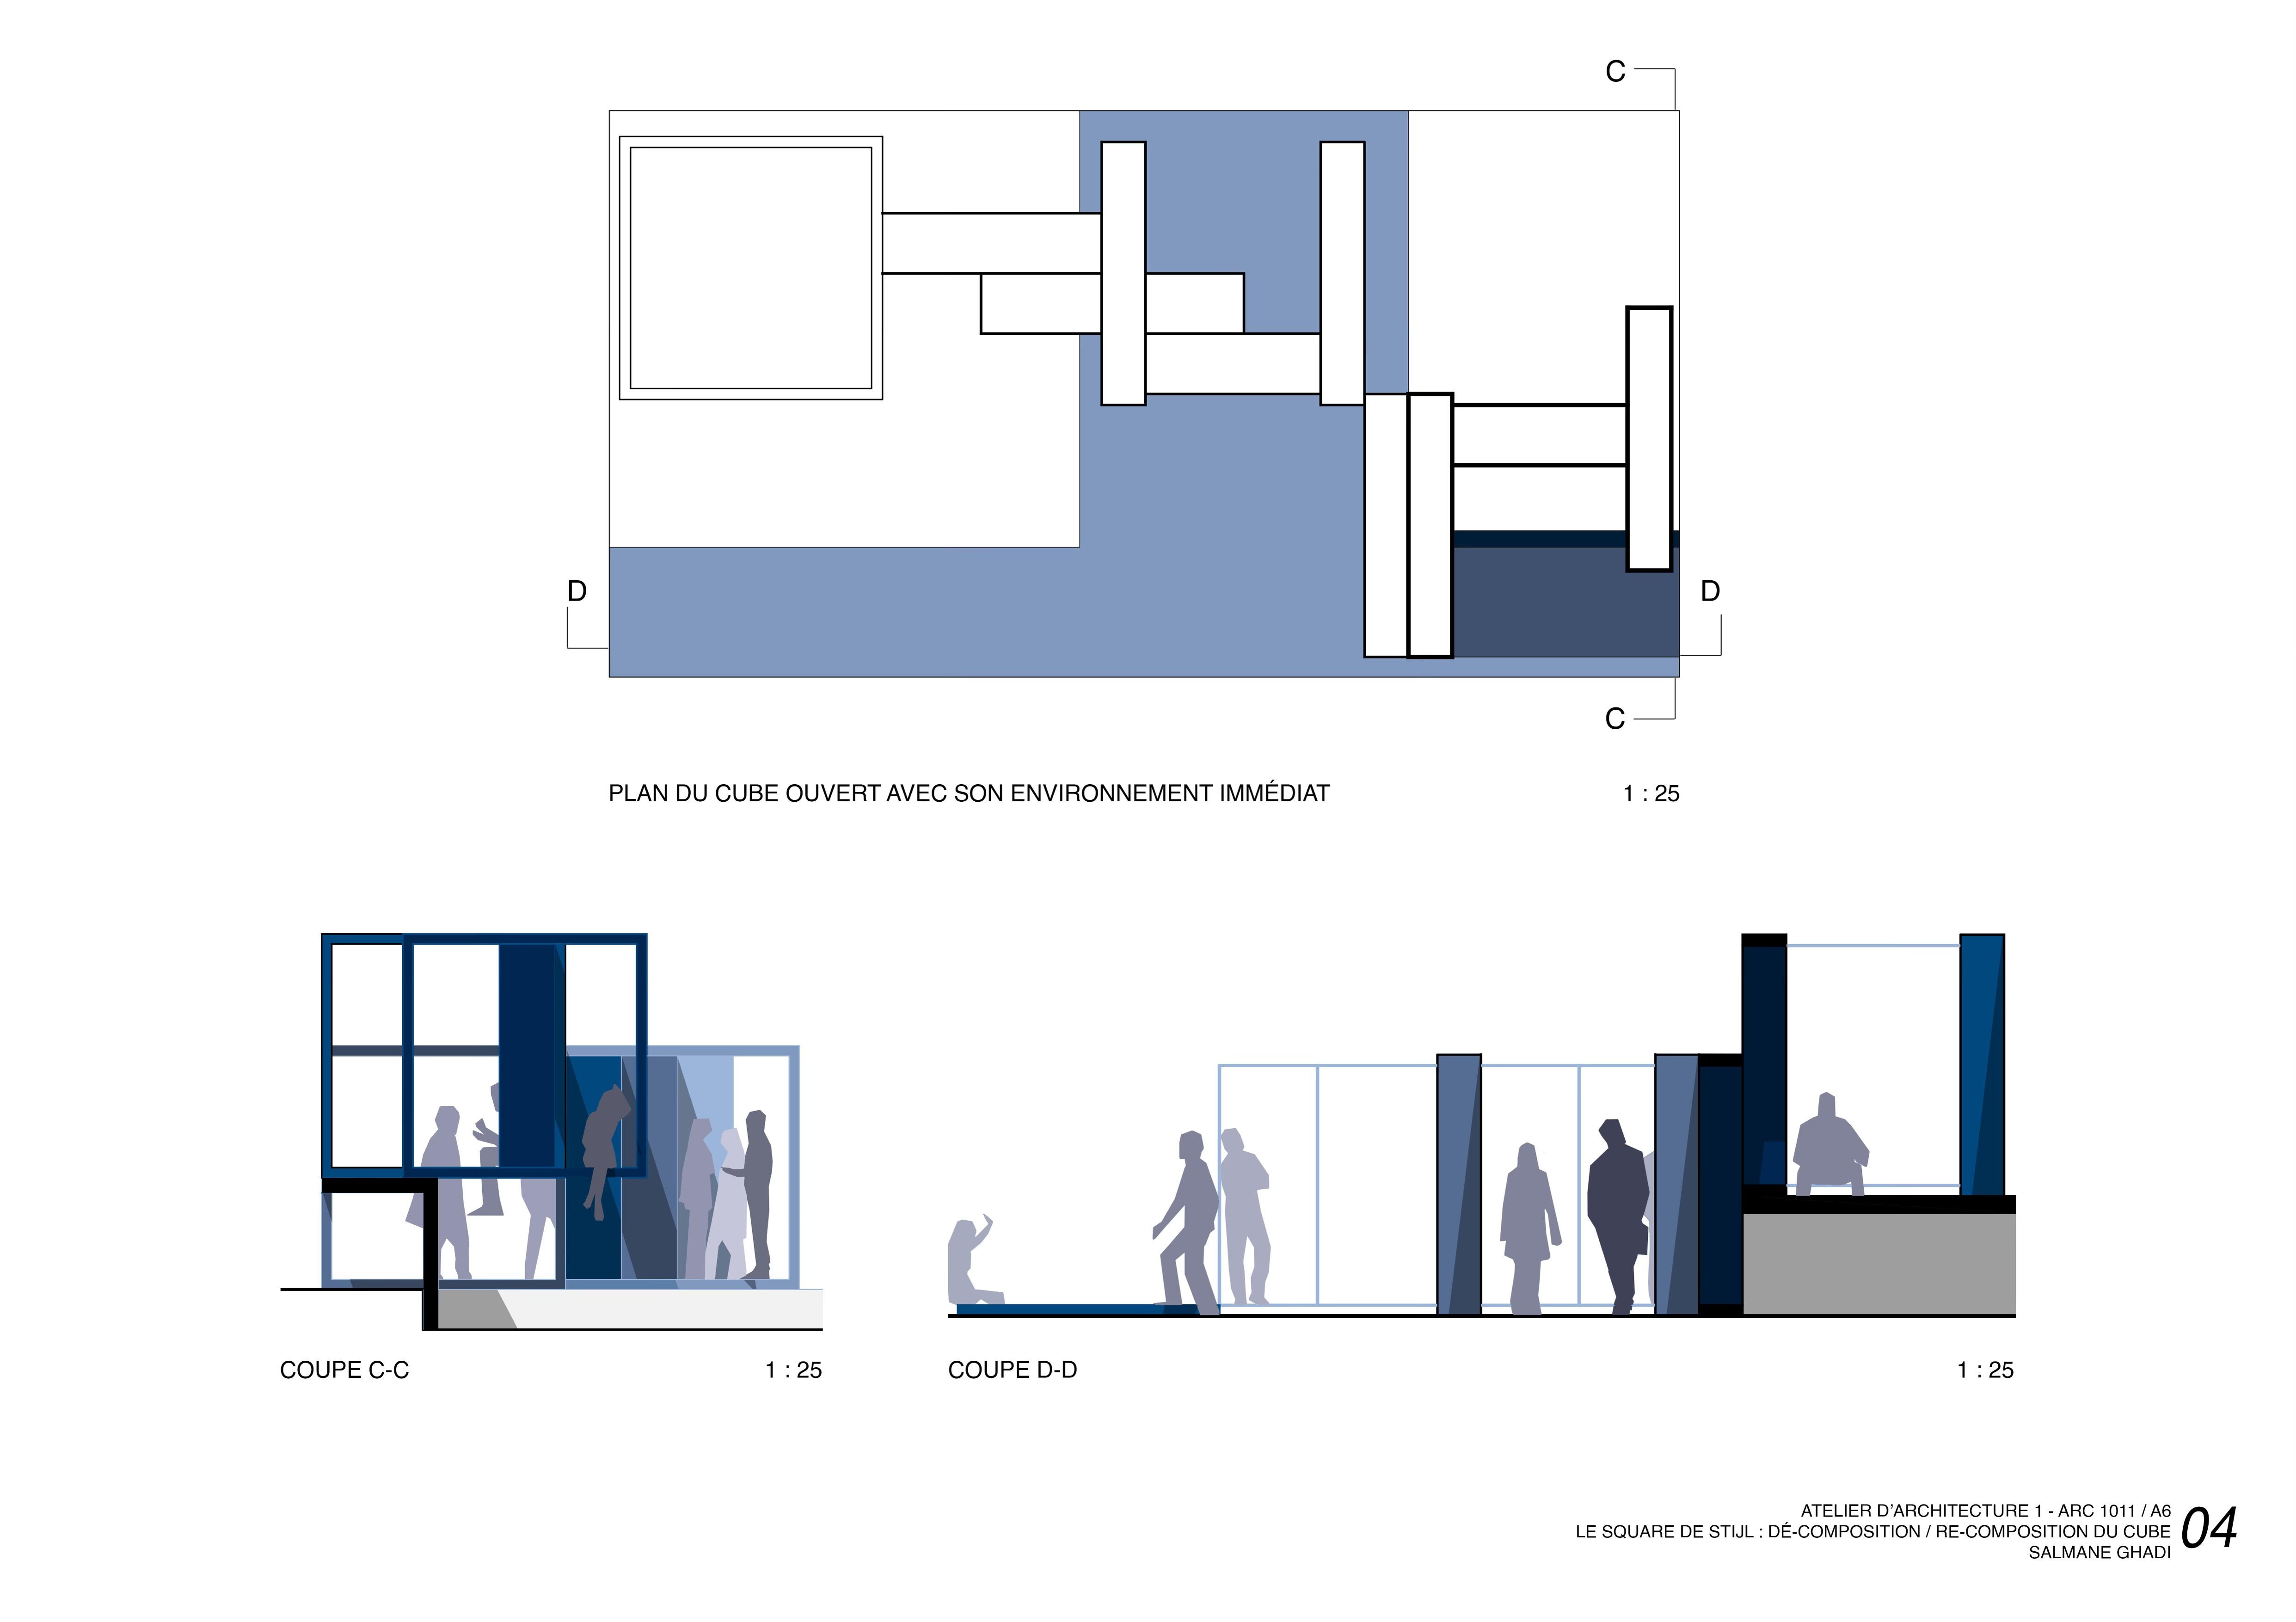 C
D
D
C
PLAN DU CUBE OUVERT AVEC SON ENVIRONNEMENT IMMÉDIAT 1 : 25
COUPE C-C 1 : 25
COUPE D-D 1 : 25
ATELIER D'ARCHITECTURE 1 - ARC 1011 / A6
LE SQUARE DE STIJL : DÉ-COMPOSITION / RE-COMPOSITION DU CUBE
SALMANE GHADI
04